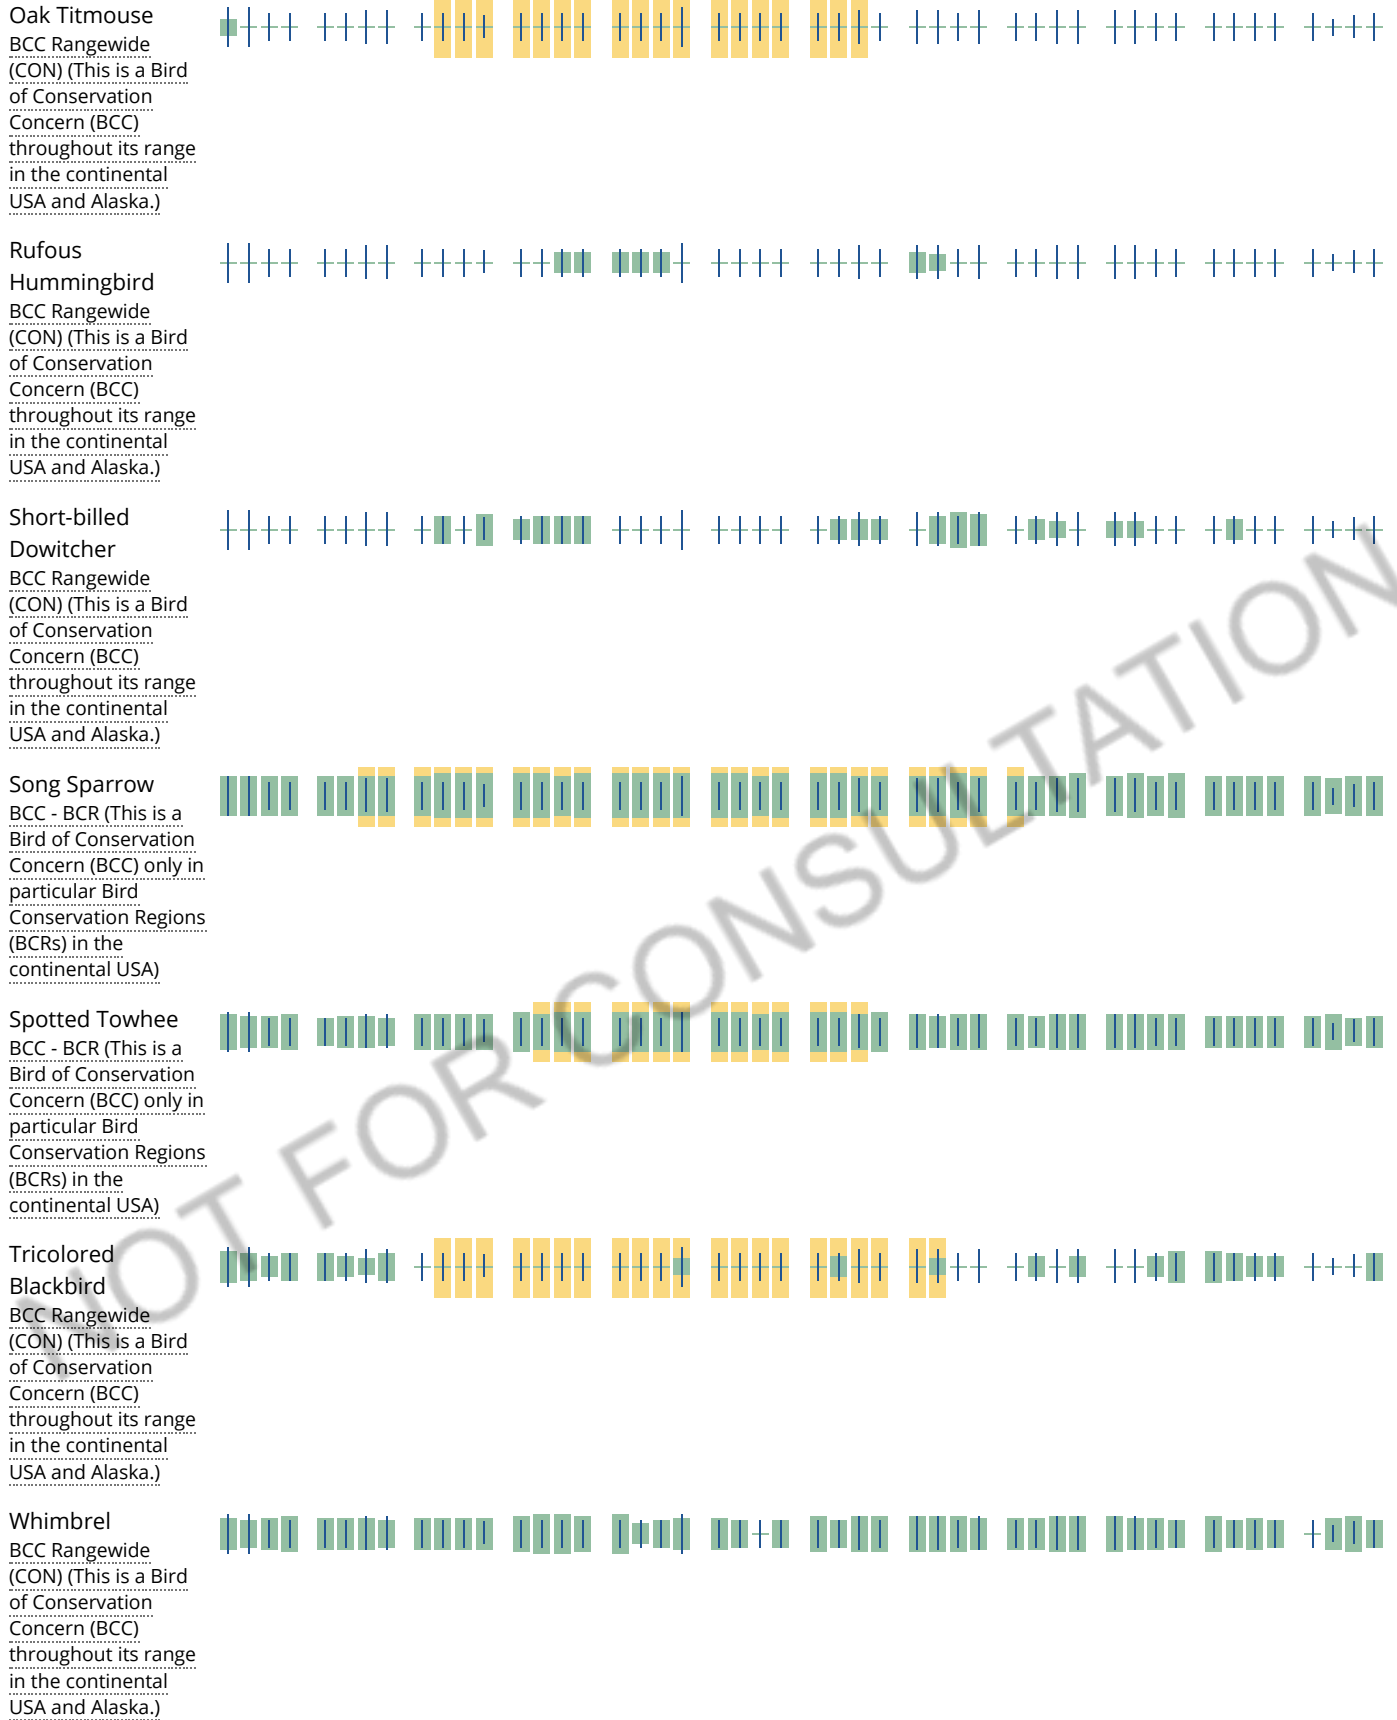 Oak Titmouse
BCC Rangewide
(CON) (This is a Bird
of Conservation
Concern (BCC)
throughout its range
in the continental
USA and Alaska.)
Rufous
Hummingbird
BCC Rangewide
(CON) (This is a Bird
of Conservation
Concern (BCC)
throughout its range
in the continental
USA and Alaska.)
Short-billed
Dowitcher
BCC Rangewide
(CON) (This is a Bird
of Conservation
Concern (BCC)
throughout its range
in the continental
USA and Alaska.)
Song Sparrow
BCC - BCR (This is a
Bird of Conservation
Concern (BCC) only in
particular Bird
Conservation Regions
(BCRs) in the
continental USA)
Spotted Towhee
BCC - BCR (This is a
Bird of Conservation
Concern (BCC) only in
particular Bird
Conservation Regions
(BCRs) in the
continental USA)
Tricolored
Blackbird
BCC Rangewide
(CON) (This is a Bird
of Conservation
Concern (BCC)
throughout its range
in the continental
USA and Alaska.)
Whimbrel
BCC Rangewide
(CON) (This is a Bird
of Conservation
Concern (BCC)
throughout its range
in the continental
USA and Alaska.)
NOT FOR CONSULTATION